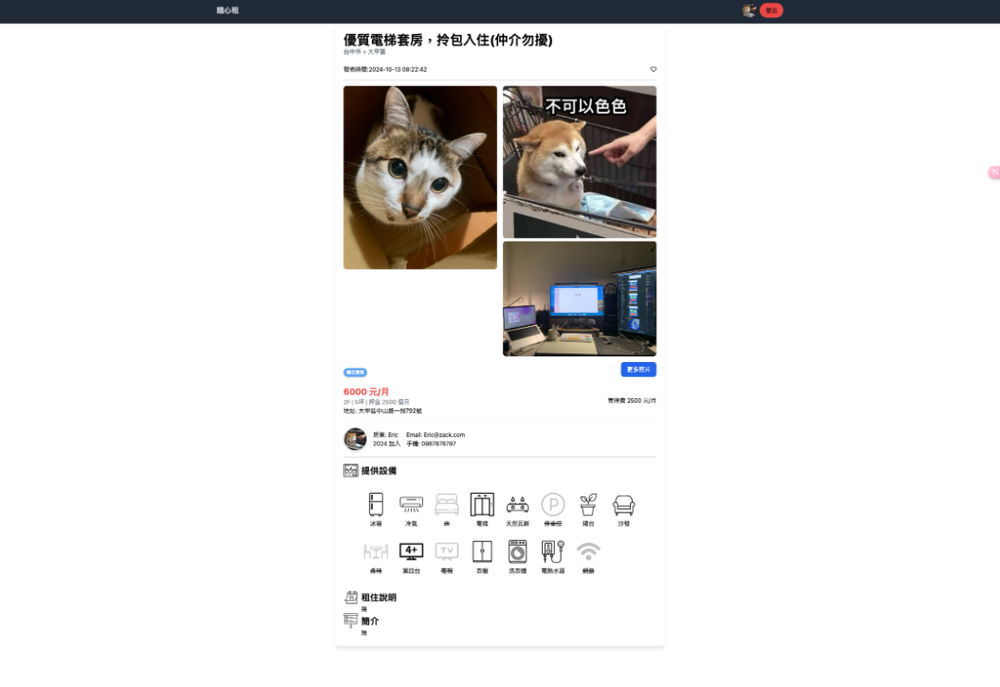 隨心租
登出
優質電梯套房，拎包入住(仲介勿擾)
台中市 > 大甲區
發佈時間:2024-10-13 08:22:42
不可以色色
獨立套房
更多照片
6000 元/月
2F | 5坪 | 押金 2500 個月
管理費 2500 元/月
地址: 大甲區中山路一段792號
房東: Eric Email: Eric@zack.com
2024 加入 手機: 0987878787
提供設備
P
冰箱 冷氣 床 電梯 天然瓦斯 停車位 陽台 沙發
4+ TV
桌椅 第四台 電視 衣櫃 洗衣機 電熱水器 網路
租住說明
無
簡介
無